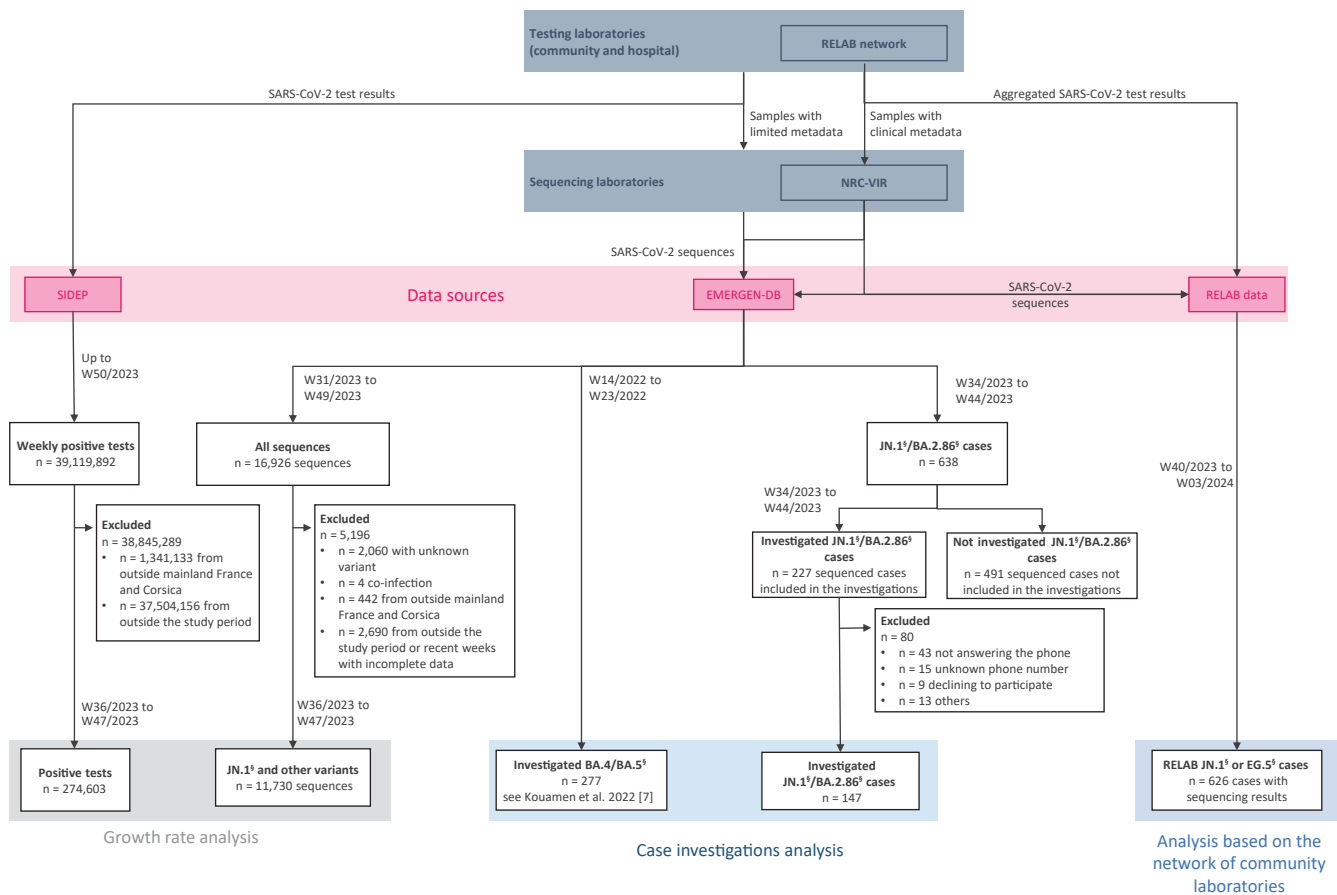 Testing laboratories
(community and hospital)
RELAB network
SARS-CoV-2 test results
Aggregated SARS-CoV-2 test results
Samples with
limited metadata
Samples with
clinical metadata
Sequencing laboratories
NRC-VIR
SARS-CoV-2 sequences
SIDEP
Data sources
EMERGEN-DB
SARS-CoV-2
sequences
RELAB data
Up to
W50/2023
W31/2023 to
W49/2023
W14/2022 to
W23/2022
W34/2023 to
W44/2023
Weekly positive tests
n = 39,119,892
All sequences
n = 16,926 sequences
JN.1§/BA.2.86§ cases
n = 638
W40/2023 to
W03/2024
W34/2023 to
W44/2023
Excluded
n = 38,845,289
• n = 1,341,133 from
outside mainland France
and Corsica
• n = 37,504,156 from
outside the study period
Excluded
n = 5,196
• n = 2,060 with unknown
variant
• n = 4 co-infection
• n = 442 from outside mainland
France and Corsica
• n = 2,690 from outside the
study period or recent weeks
with incomplete data
Investigated JN.1§/BA.2.86§
cases
n = 227 sequenced cases
included in the investigations
Not investigated JN.1§/BA.2.86§
cases
n = 491 sequenced cases not
included in the investigations
Excluded
n = 80
• n = 43 not answering the phone
• n = 15 unknown phone number
• n = 9 declining to participate
• n = 13 others
W36/2023 to
W47/2023
W36/2023 to
W47/2023
Positive tests
n = 274,603
JN.1§ and other variants
n = 11,730 sequences
Investigated BA.4/BA.5§
n = 277
see Kouamen et al. 2022 [7]
Investigated
JN.1§/BA.2.86§ cases
n = 147
RELAB JN.1§ or EG.5§ cases
n = 626 cases with
sequencing results
Growth rate analysis
Case investigations analysis
Analysis based on the
network of community
laboratories